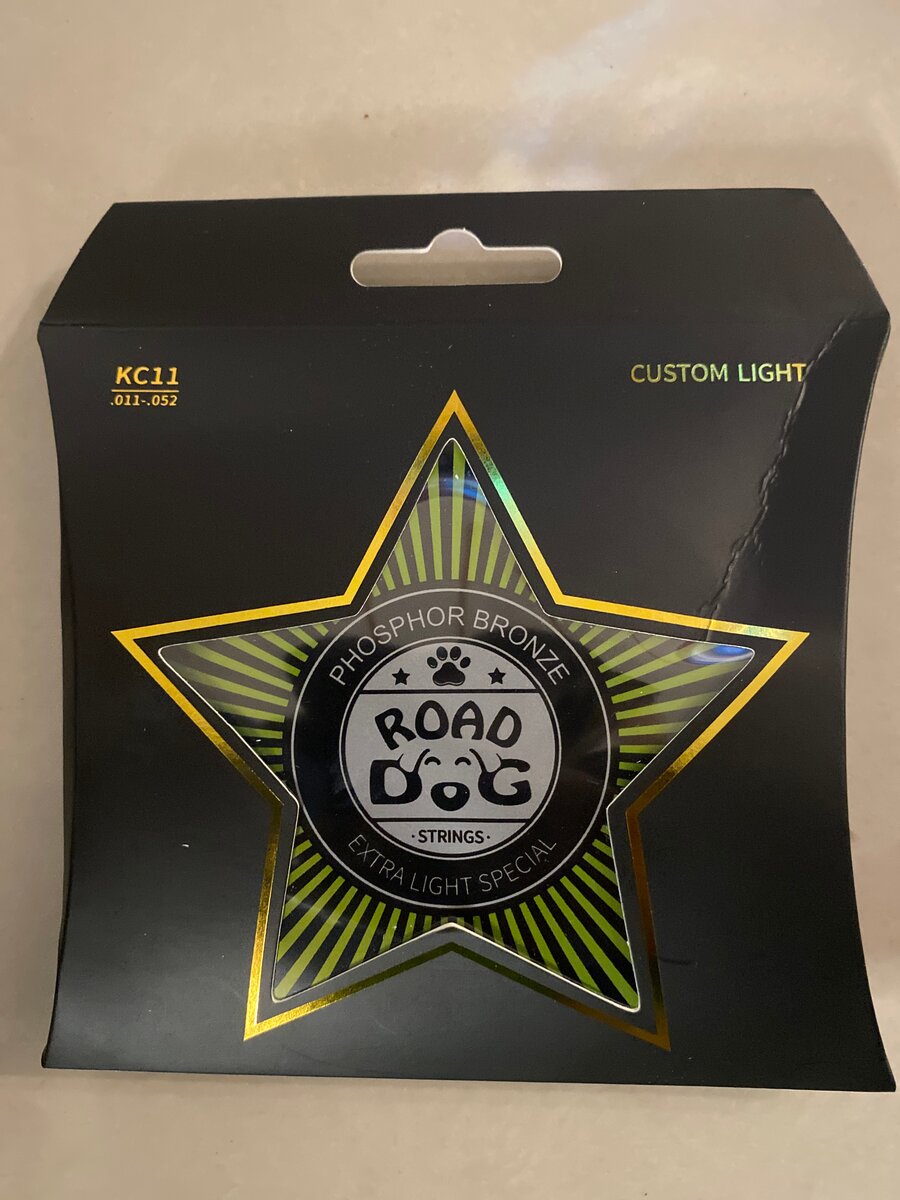 KC11
.011-.052
CUSTOM LIGHT
PHOSPHOR BRONZE
ROAD
DOG
·STRINGS·
EXTRA LIGHT SPECIAL